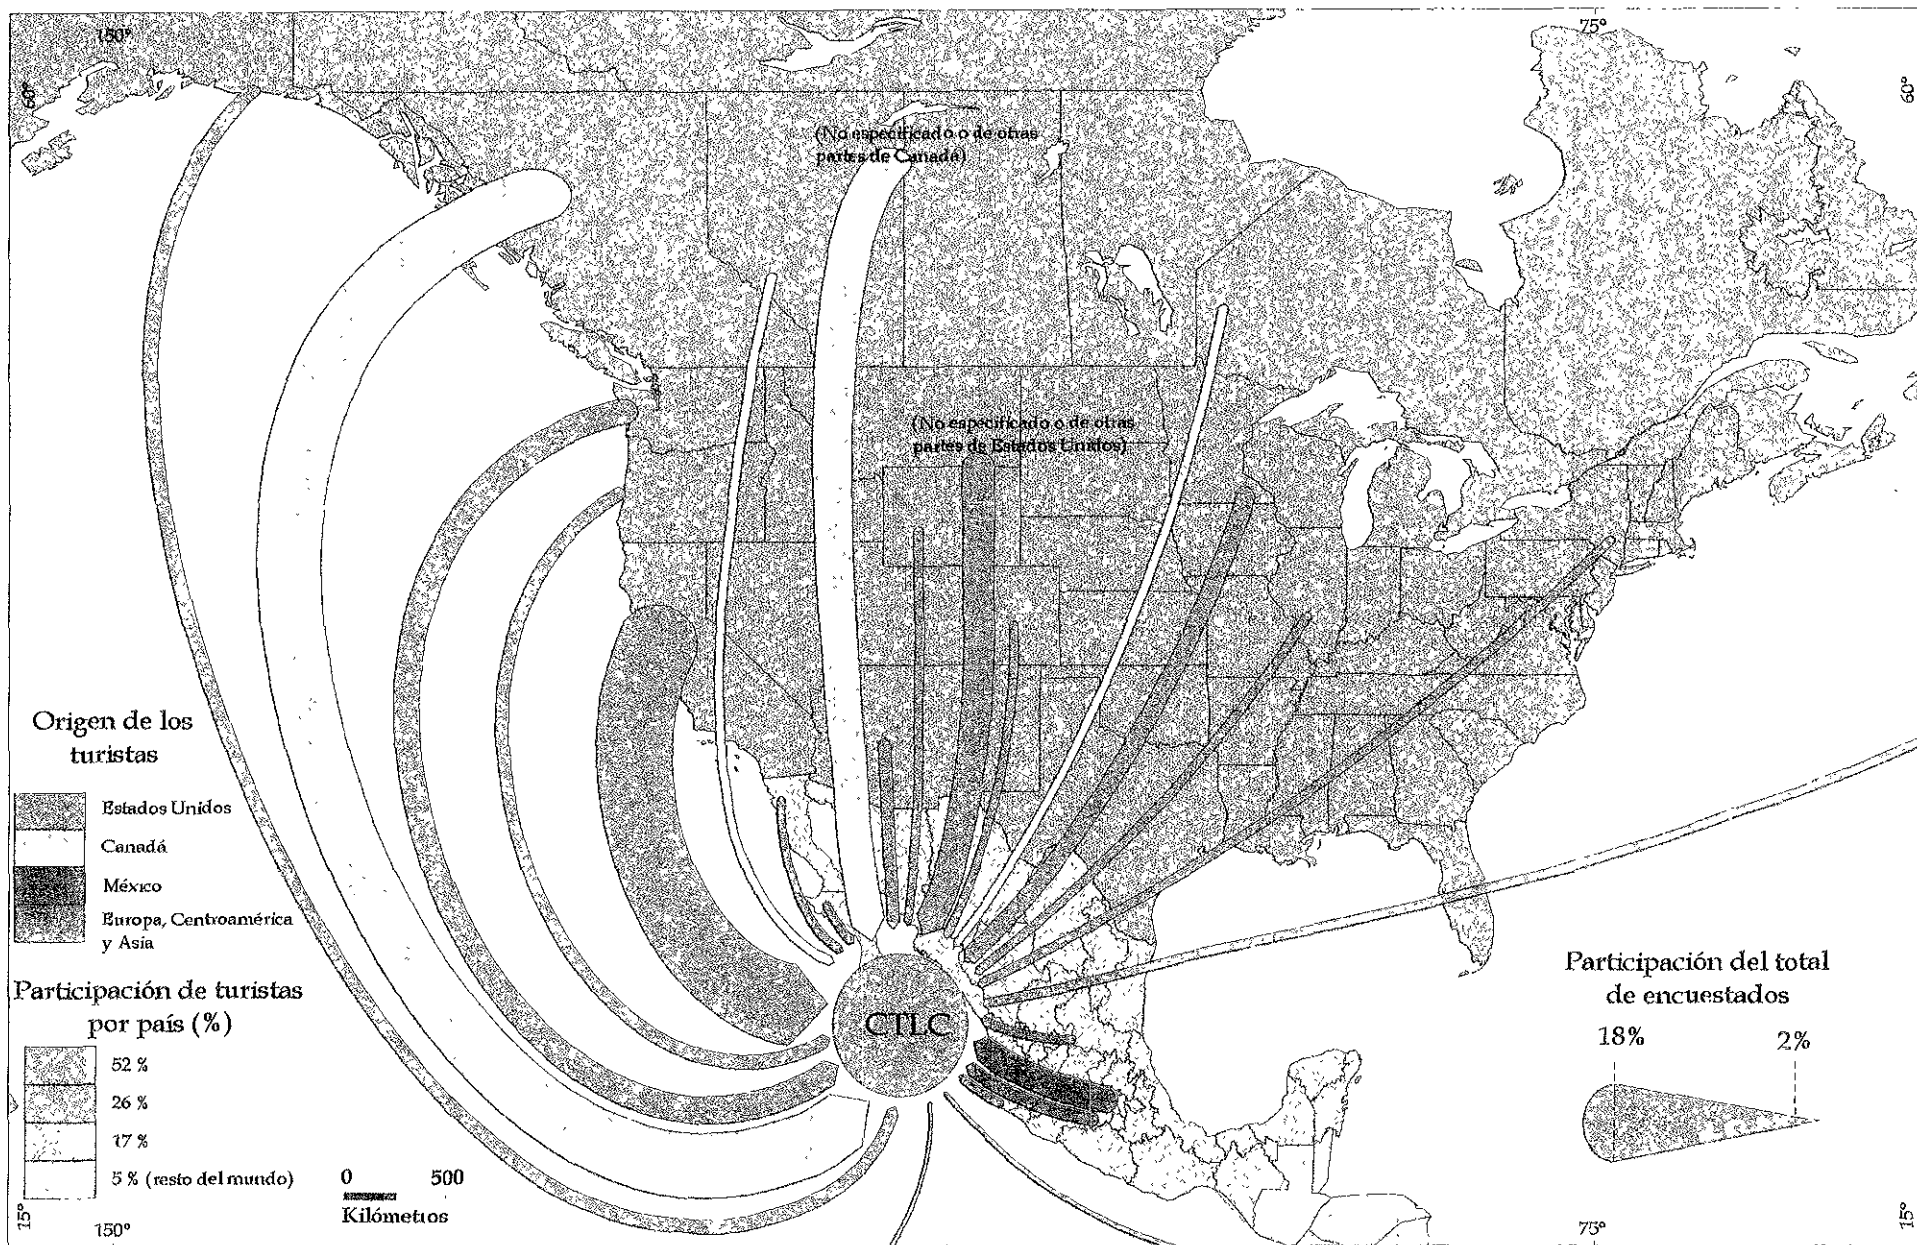 150°
75°
60°
60°
(No especificado o de otras
partes de Canadá)
(No especificado o de otras
partes de Estados Unidos)
Origen de los
turistas
Estados Unidos
Canadá
México
Europa, Centroamérica
y Asia
Participación de turistas
por país (%)
52 %
26 %
17 %
5 % (resto del mundo)
0 500
Kilómetros
CTLC
Participación del total
de encuestados
18% 2%
15°
150°
75°
15°